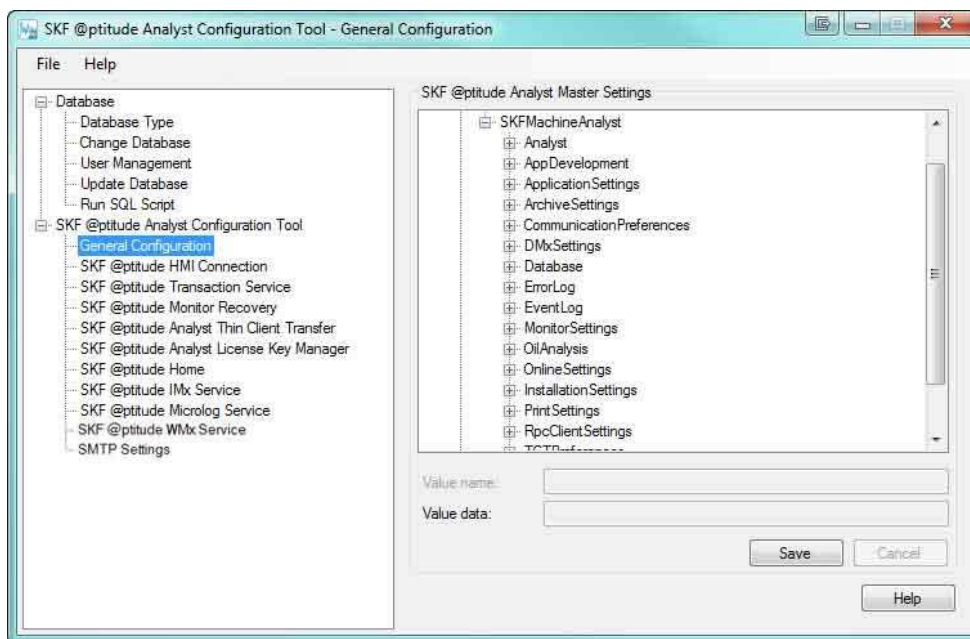 SKF @ptitude Analyst Configuration Tool - General Configuration
File Help
Database
Database Type
Change Database
User Management
Update Database
Run SQL Script
SKF @ptitude Analyst Configuration Tool
General Configuration
SKF @ptitude HMI Connection
SKF @ptitude Transaction Service
SKF @ptitude Monitor Recovery
SKF @ptitude Analyst Thin Client Transfer
SKF @ptitude Analyst License Key Manager
SKF @ptitude Home
SKF @ptitude IMx Service
SKF @ptitude Microlog Service
SKF @ptitude WMx Service
SMTP Settings
SKF @ptitude Analyst Master Settings
SKFMachineAnalyst
Analyst
AppDevelopment
ApplicationSettings
ArchiveSettings
CommunicationPreferences
DMxSettings
Database
ErrorLog
EventLog
MonitorSettings
OilAnalysis
OnlineSettings
InstallationSettings
PrintSettings
RpcClientSettings
Value name:
Value data:
Save Cancel
Help